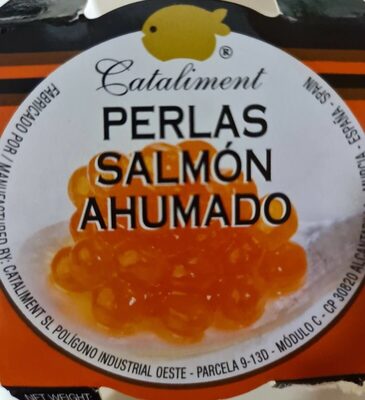 ®
Cataliment
PERLAS
SALMÓN
AHUMADO
FABRICADO POR / MANUFACTURED BY: CATALIMENT SL POLÍGONO INDUSTRIAL OESTE - PARCELA 9-13D - MÓDULO C - CP 30820 MURCIA - ESPAÑA - SPAIN
NET WEIGHT: